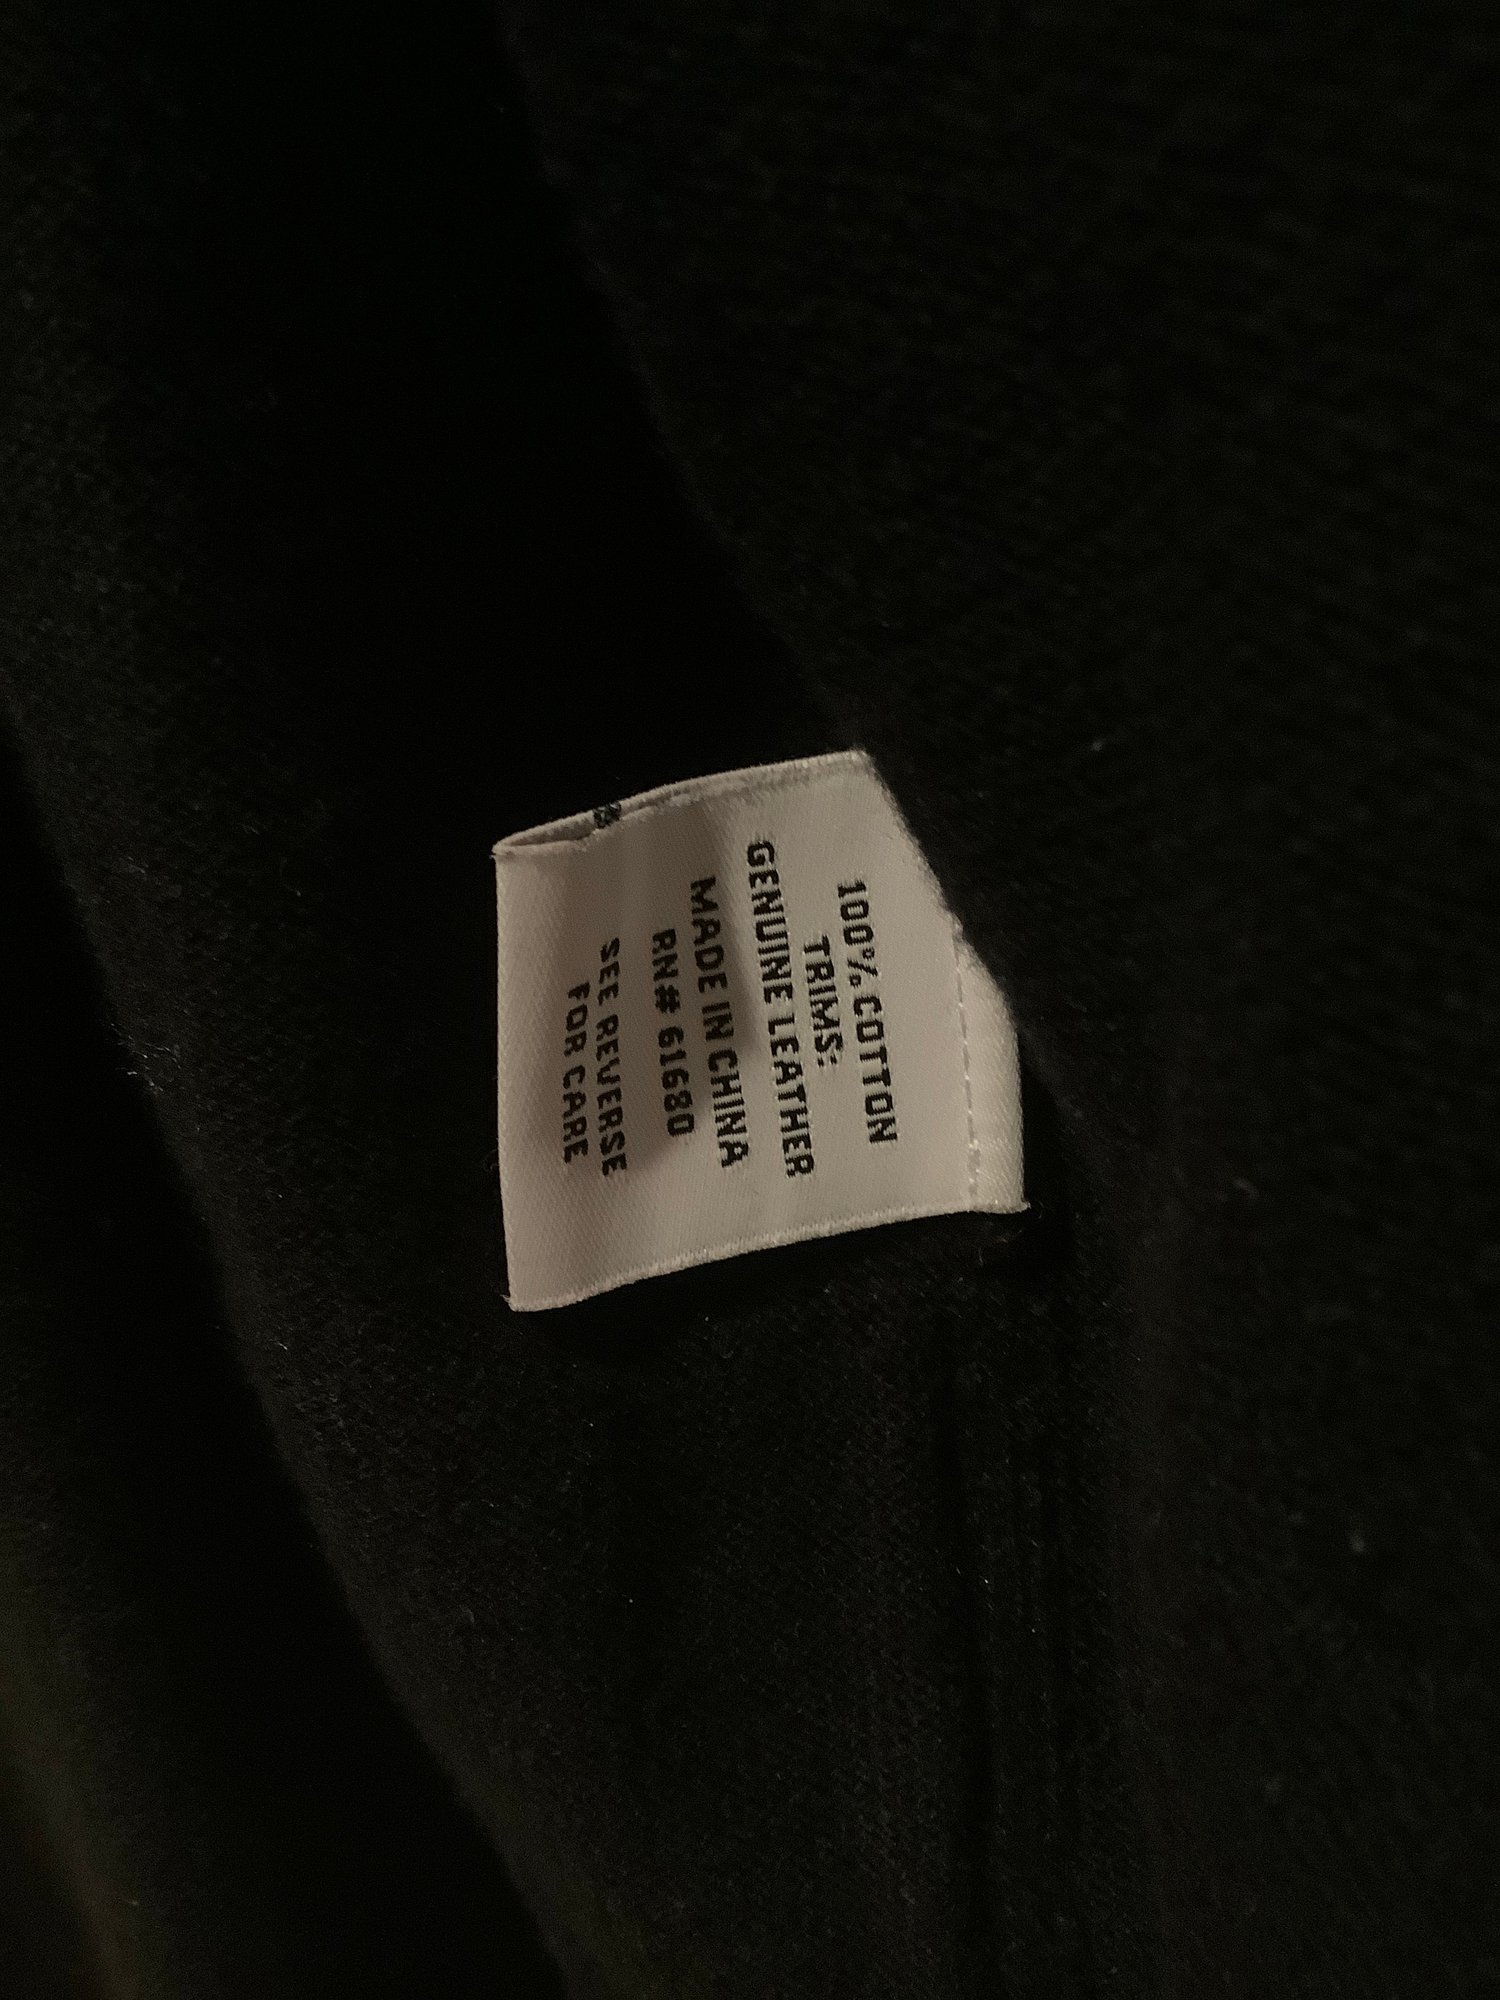 100% COTTON
TRIMS:
GENUINE LEATHER
MADE IN CHINA
RN# 61680
SEE REVERSE
FOR CARE